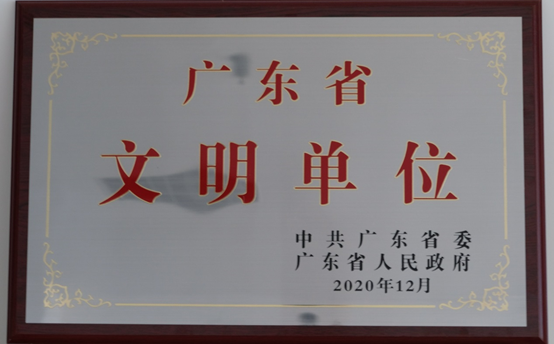 广东省
文明单位
中共广东省委
广东省人民政府
2020年12月